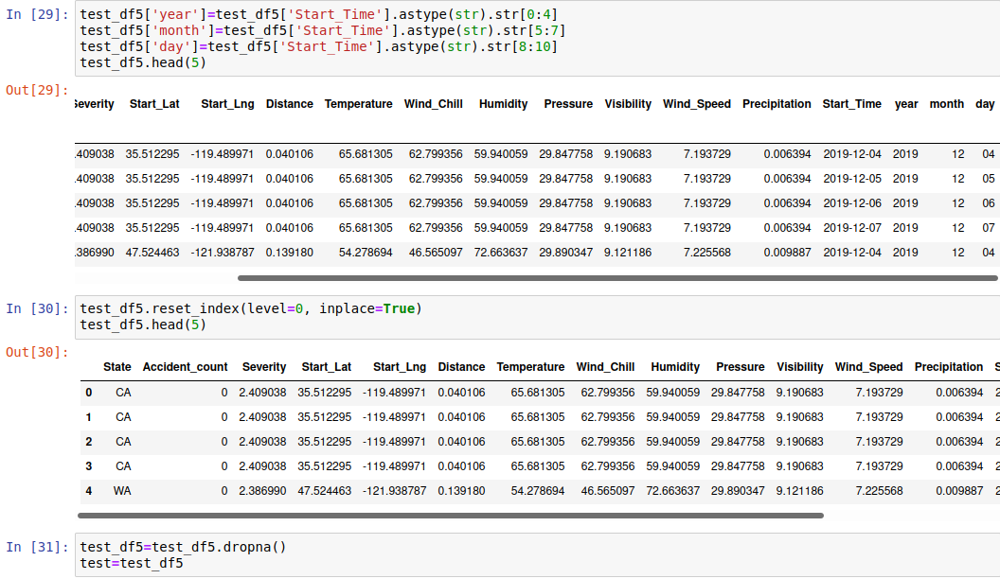 In [29]: test_df5['year']=test_df5['Start_Time'].astype(str).str[0:4]
test_df5['month']=test_df5['Start_Time'].astype(str).str[5:7]
test_df5['day']=test_df5['Start_Time'].astype(str).str[8:10]
test_df5.head(5)
Out[29]:
Severity Start_Lat Start_Lng Distance Temperature Wind_Chill Humidity Pressure Visibility Wind_Speed Precipitation Start_Time year month day
.409038 35.512295 -119.489971 0.040106 65.681305 62.799356 59.940059 29.847758 9.190683 7.193729 0.006394 2019-12-04 2019 12 04
.409038 35.512295 -119.489971 0.040106 65.681305 62.799356 59.940059 29.847758 9.190683 7.193729 0.006394 2019-12-05 2019 12 05
.409038 35.512295 -119.489971 0.040106 65.681305 62.799356 59.940059 29.847758 9.190683 7.193729 0.006394 2019-12-06 2019 12 06
.409038 35.512295 -119.489971 0.040106 65.681305 62.799356 59.940059 29.847758 9.190683 7.193729 0.006394 2019-12-07 2019 12 07
.386990 47.524463 -121.938787 0.139180 54.278694 46.565097 72.663637 29.890347 9.121186 7.225568 0.009887 2019-12-04 2019 12 04
In [30]: test_df5.reset_index(level=0, inplace=True)
test_df5.head(5)
Out[30]:
State Accident_count Severity Start_Lat Start_Lng Distance Temperature Wind_Chill Humidity Pressure Visibility Wind_Speed Precipitation S
0 CA 0 2.409038 35.512295 -119.489971 0.040106 65.681305 62.799356 59.940059 29.847758 9.190683 7.193729 0.006394 2
1 CA 0 2.409038 35.512295 -119.489971 0.040106 65.681305 62.799356 59.940059 29.847758 9.190683 7.193729 0.006394 2
2 CA 0 2.409038 35.512295 -119.489971 0.040106 65.681305 62.799356 59.940059 29.847758 9.190683 7.193729 0.006394 2
3 CA 0 2.409038 35.512295 -119.489971 0.040106 65.681305 62.799356 59.940059 29.847758 9.190683 7.193729 0.006394 2
4 WA 0 2.386990 47.524463 -121.938787 0.139180 54.278694 46.565097 72.663637 29.890347 9.121186 7.225568 0.009887 2
In [31]: test_df5=test_df5.dropna()
test=test_df5